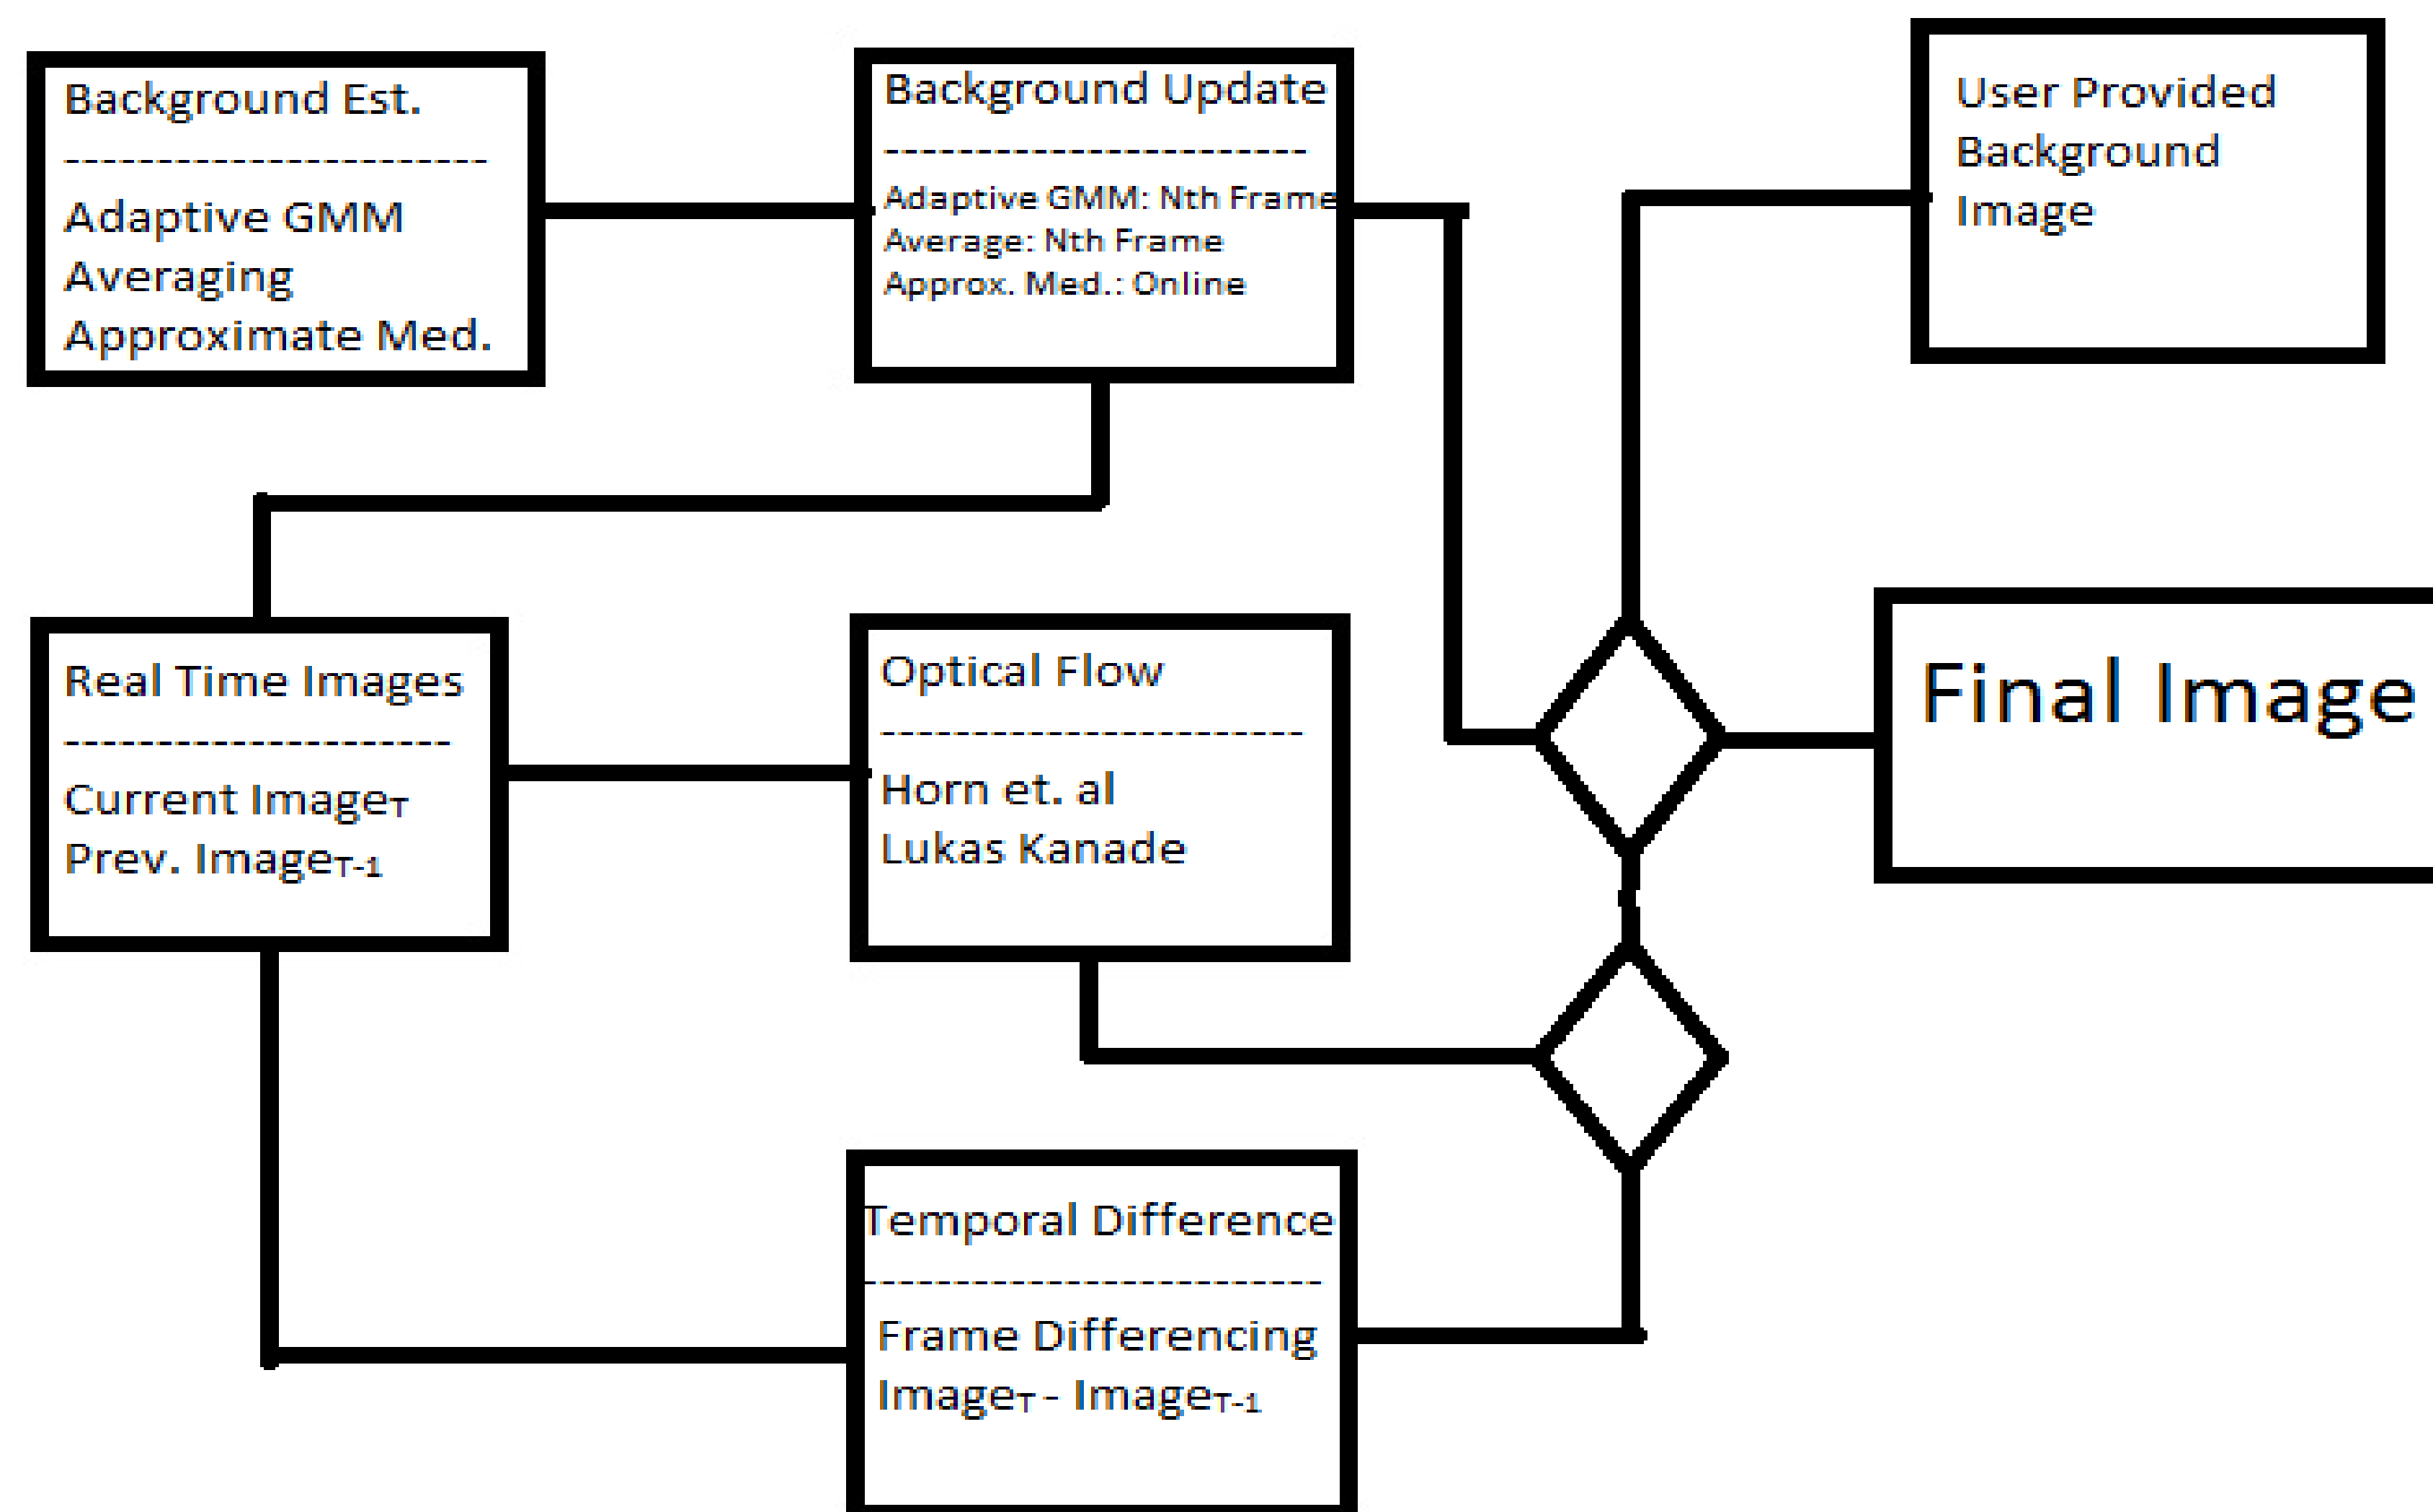 Background Est.
-----------------------
Adaptive GMM
Averaging
Approximate Med.
Background Update
-----------------------
Adaptive GMM: Nth Frame
Average: Nth Frame
Approx. Med.: Online
User Provided
Background
Image
Real Time Images
---------------------
Current ImageT
Prev. ImageT-1
Optical Flow
-----------------------
Horn et. al
Lukas Kanade
Final Image
Temporal Difference
-------------------------
Frame Differencing
ImageT - ImageT-1